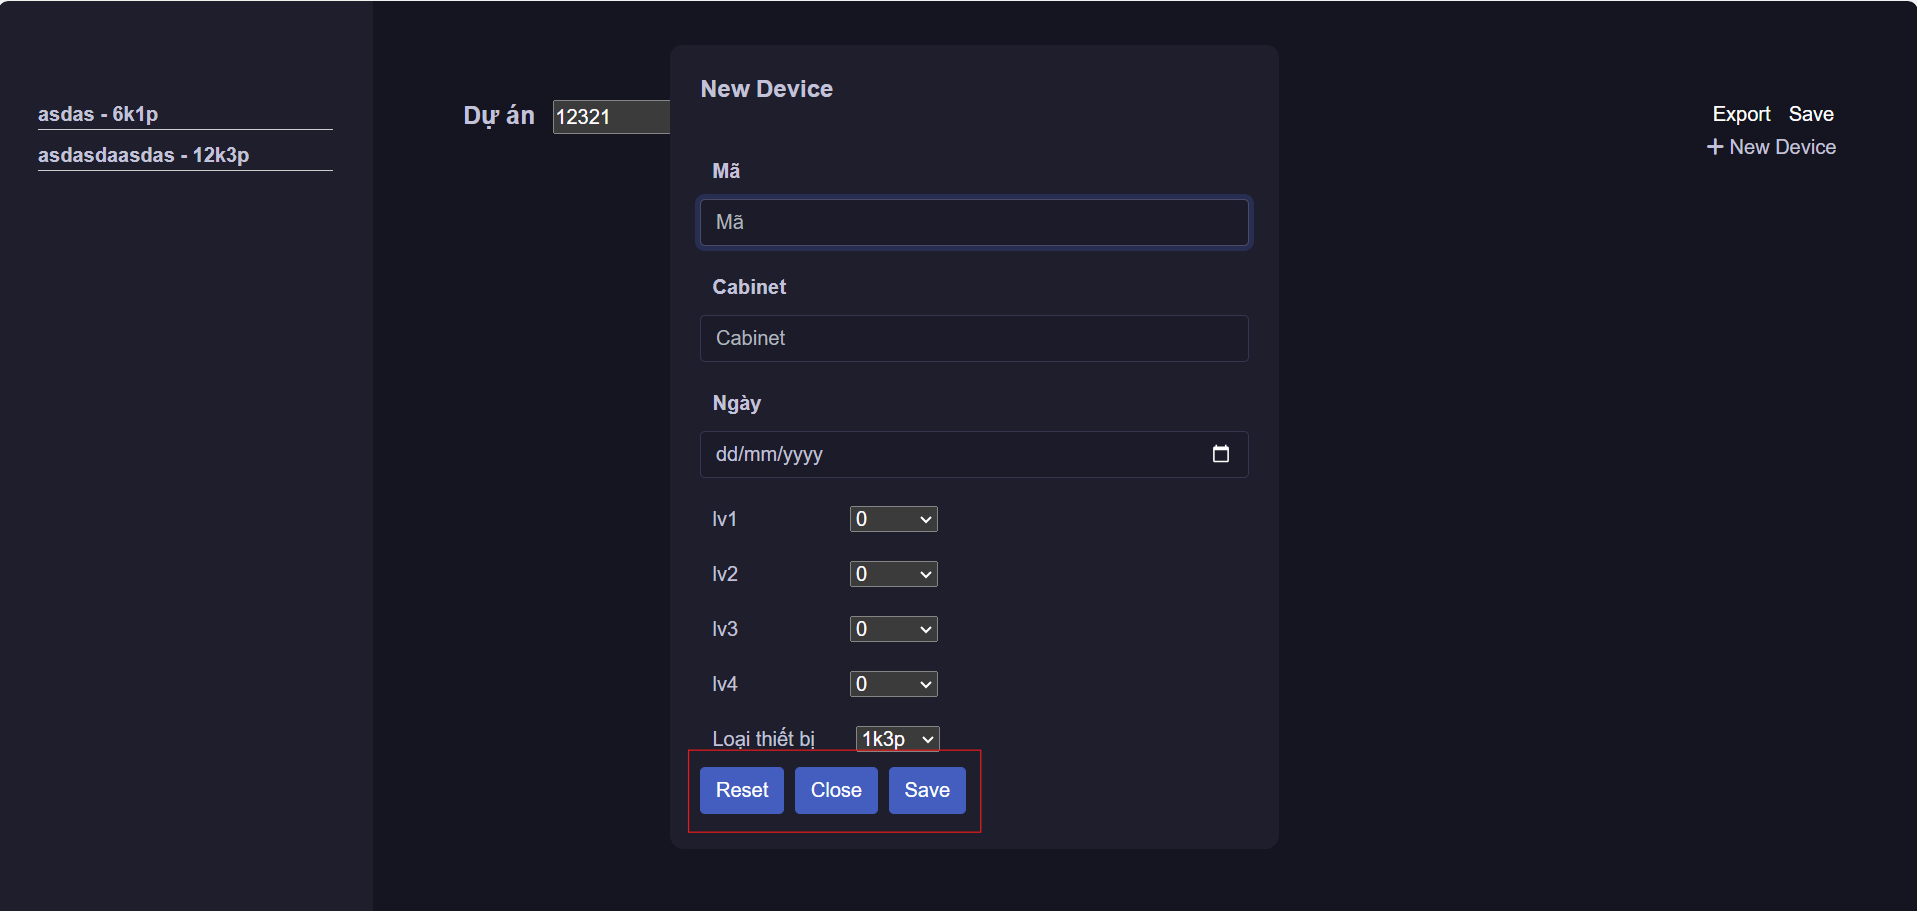 asdas - 6k1p
asdasdaasdas - 12k3p
Dự án 12321
Export Save
New Device
New Device
Mã
Mã
Cabinet
Cabinet
Ngày
dd/mm/yyyy
lv1 0
lv2 0
lv3 0
lv4 0
Loại thiết bị 1k3p
Reset Close Save